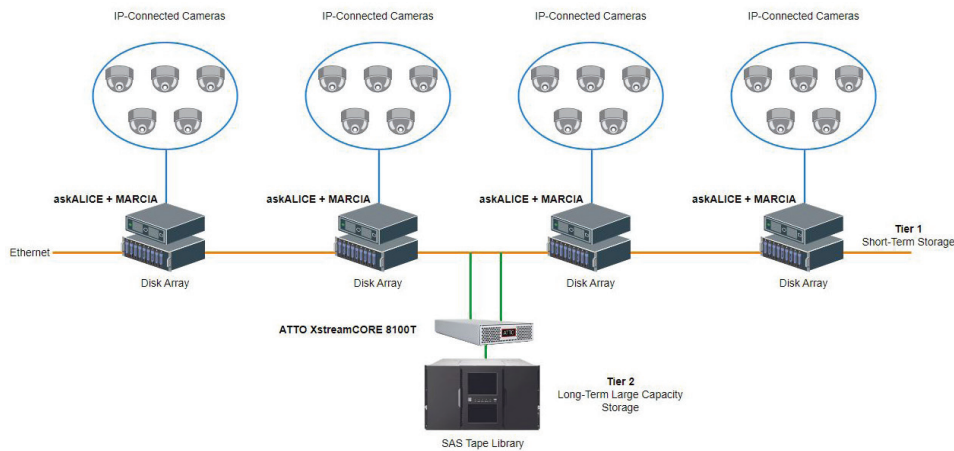 IP-Connected Cameras
IP-Connected Cameras
IP-Connected Cameras
IP-Connected Cameras
askALICE + MARCIA
askALICE + MARCIA
askALICE + MARCIA
askALICE + MARCIA
Tier 1
Short-Term Storage
Ethernet
Disk Array
Disk Array
Disk Array
Disk Array
ATTO XstreamCORE 8100T
Tier 2
Long-Term Large Capacity
Storage
SAS Tape Library